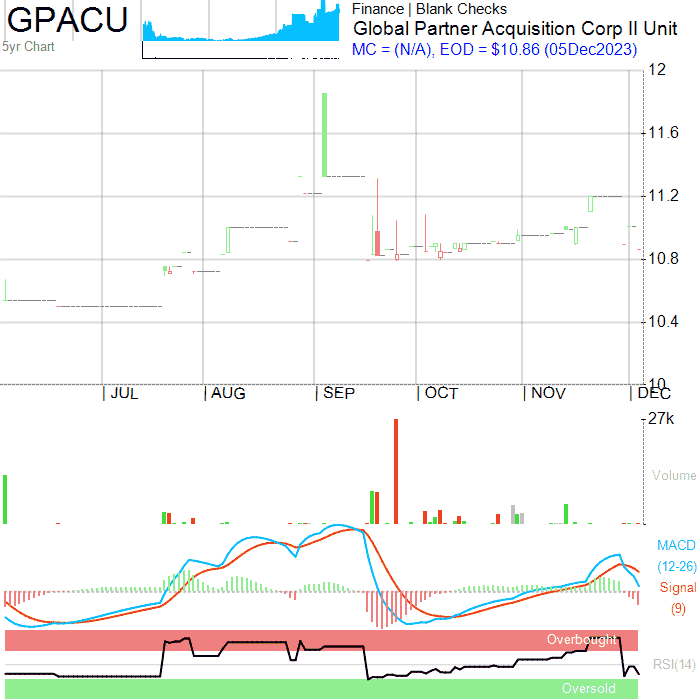 GPACU
5yr Chart
Finance | Blank Checks
Global Partner Acquisition Corp II Unit
MC = (N/A), EOD = $10.86 (05Dec2023)
12
11.6
11.2
10.8
10.4
10
| JUL | AUG | SEP | OCT | NOV | DEC
27k
Volume
MACD
(12-26)
Signal
(9)
Overbought
RSI(14)
Oversold